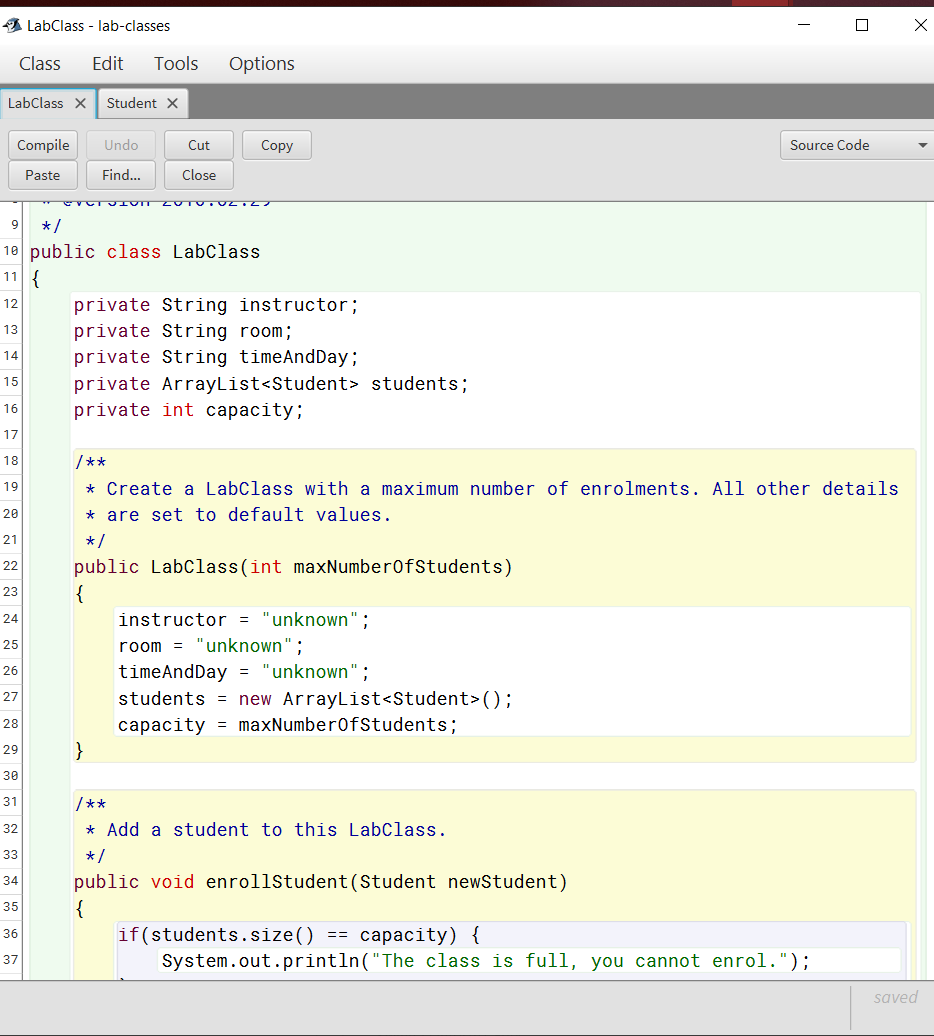 LabClass - lab-classes
Class Edit Tools Options
LabClass Student
Compile Undo Cut Copy Source Code
Paste Find... Close
9 */
10 public class LabClass
11 {
12 private String instructor;
13 private String room;
14 private String timeAndDay;
15 private ArrayList<Student> students;
16 private int capacity;
17
18 /**
19 * Create a LabClass with a maximum number of enrolments. All other details
20 * are set to default values.
21 */
22 public LabClass(int maxNumberOfStudents)
23 {
24 instructor = "unknown";
25 room = "unknown";
26 timeAndDay = "unknown";
27 students = new ArrayList<Student>();
28 capacity = maxNumberOfStudents;
29 }
30
31 /**
32 * Add a student to this LabClass.
33 */
34 public void enrollStudent(Student newStudent)
35 {
36 if(students.size() == capacity) {
37 System.out.println("The class is full, you cannot enrol.");
saved